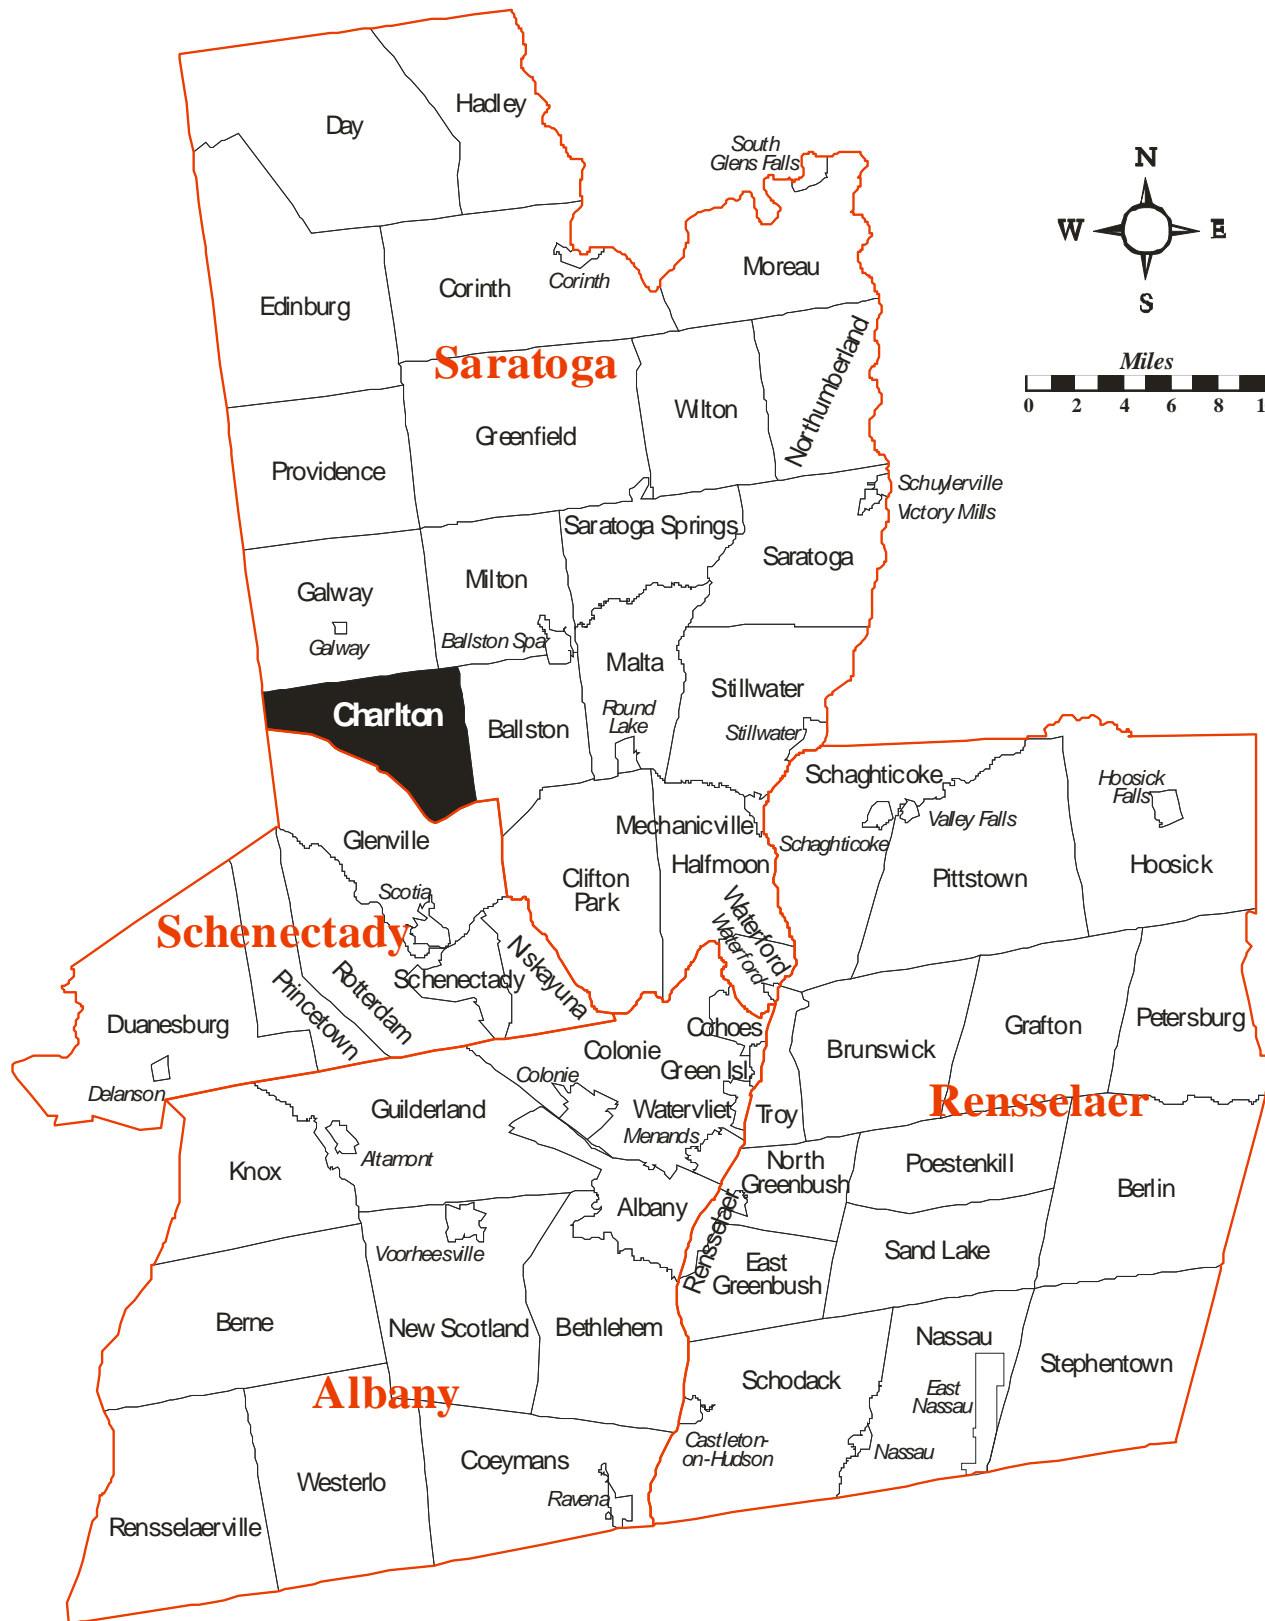 Hadley
Day
South
Glens Falls
N
W
E
S
Moreau
Corinth
Corinth
Edinburg
Saratoga
Northumberland
Miles
0 2 4 6 8 1
Wilton
Greenfield
Providence
Schuylerville
Victory Mills
Saratoga Springs
Saratoga
Milton
Galway
Galway
Ballston Spa
Malta
Stillwater
Charlton
Ballston
Round
Lake
Stillwater
Schaghticoke
Hoosick
Falls
Mechanicville
Valley Falls
Schaghticoke
Glenville
Halfmoon
Hoosick
Clifton
Park
Pittstown
Scotia
Schenectady
Waterford
Waterford
Niskayuna
Schenectady
Rotterdam
Princetown
Duanesburg
Cohoes
Colonie
Green Isl.
Brunswick
Grafton
Petersburg
Delanson
Colonie
Guilderland
Watervliet
Menands
Troy
Rensselaer
Altamont
Knox
North
Greenbush
Poestenkill
Berlin
Albany
Rensselaer
Voorheesville
Sand Lake
East
Greenbush
Berne
New Scotland
Bethlehem
Nassau
Stephentown
Albany
Schodack
East
Nassau
Castleton-
on-Hudson
Nassau
Coeymans
Westerlo
Ravena
Rensselaerville